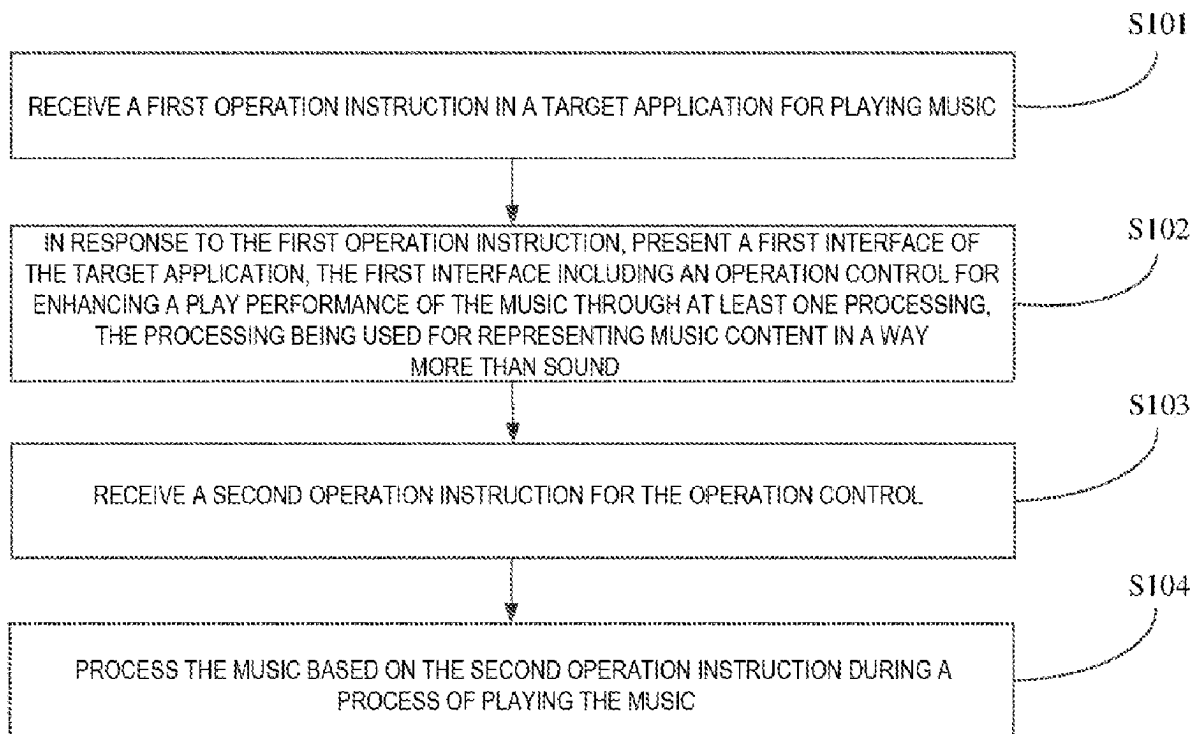 S101
RECEIVE A FIRST OPERATION INSTRUCTION IN A TARGET APPLICATION FOR PLAYING MUSIC
S102
IN RESPONSE TO THE FIRST OPERATION INSTRUCTION, PRESENT A FIRST INTERFACE OF
THE TARGET APPLICATION, THE FIRST INTERFACE INCLUDING AN OPERATION CONTROL FOR
ENHANCING A PLAY PERFORMANCE OF THE MUSIC THROUGH AT LEAST ONE PROCESSING,
THE PROCESSING BEING USED FOR REPRESENTING MUSIC CONTENT IN A WAY
MORE THAN SOUND
S103
RECEIVE A SECOND OPERATION INSTRUCTION FOR THE OPERATION CONTROL
S104
PROCESS THE MUSIC BASED ON THE SECOND OPERATION INSTRUCTION DURING A
PROCESS OF PLAYING THE MUSIC